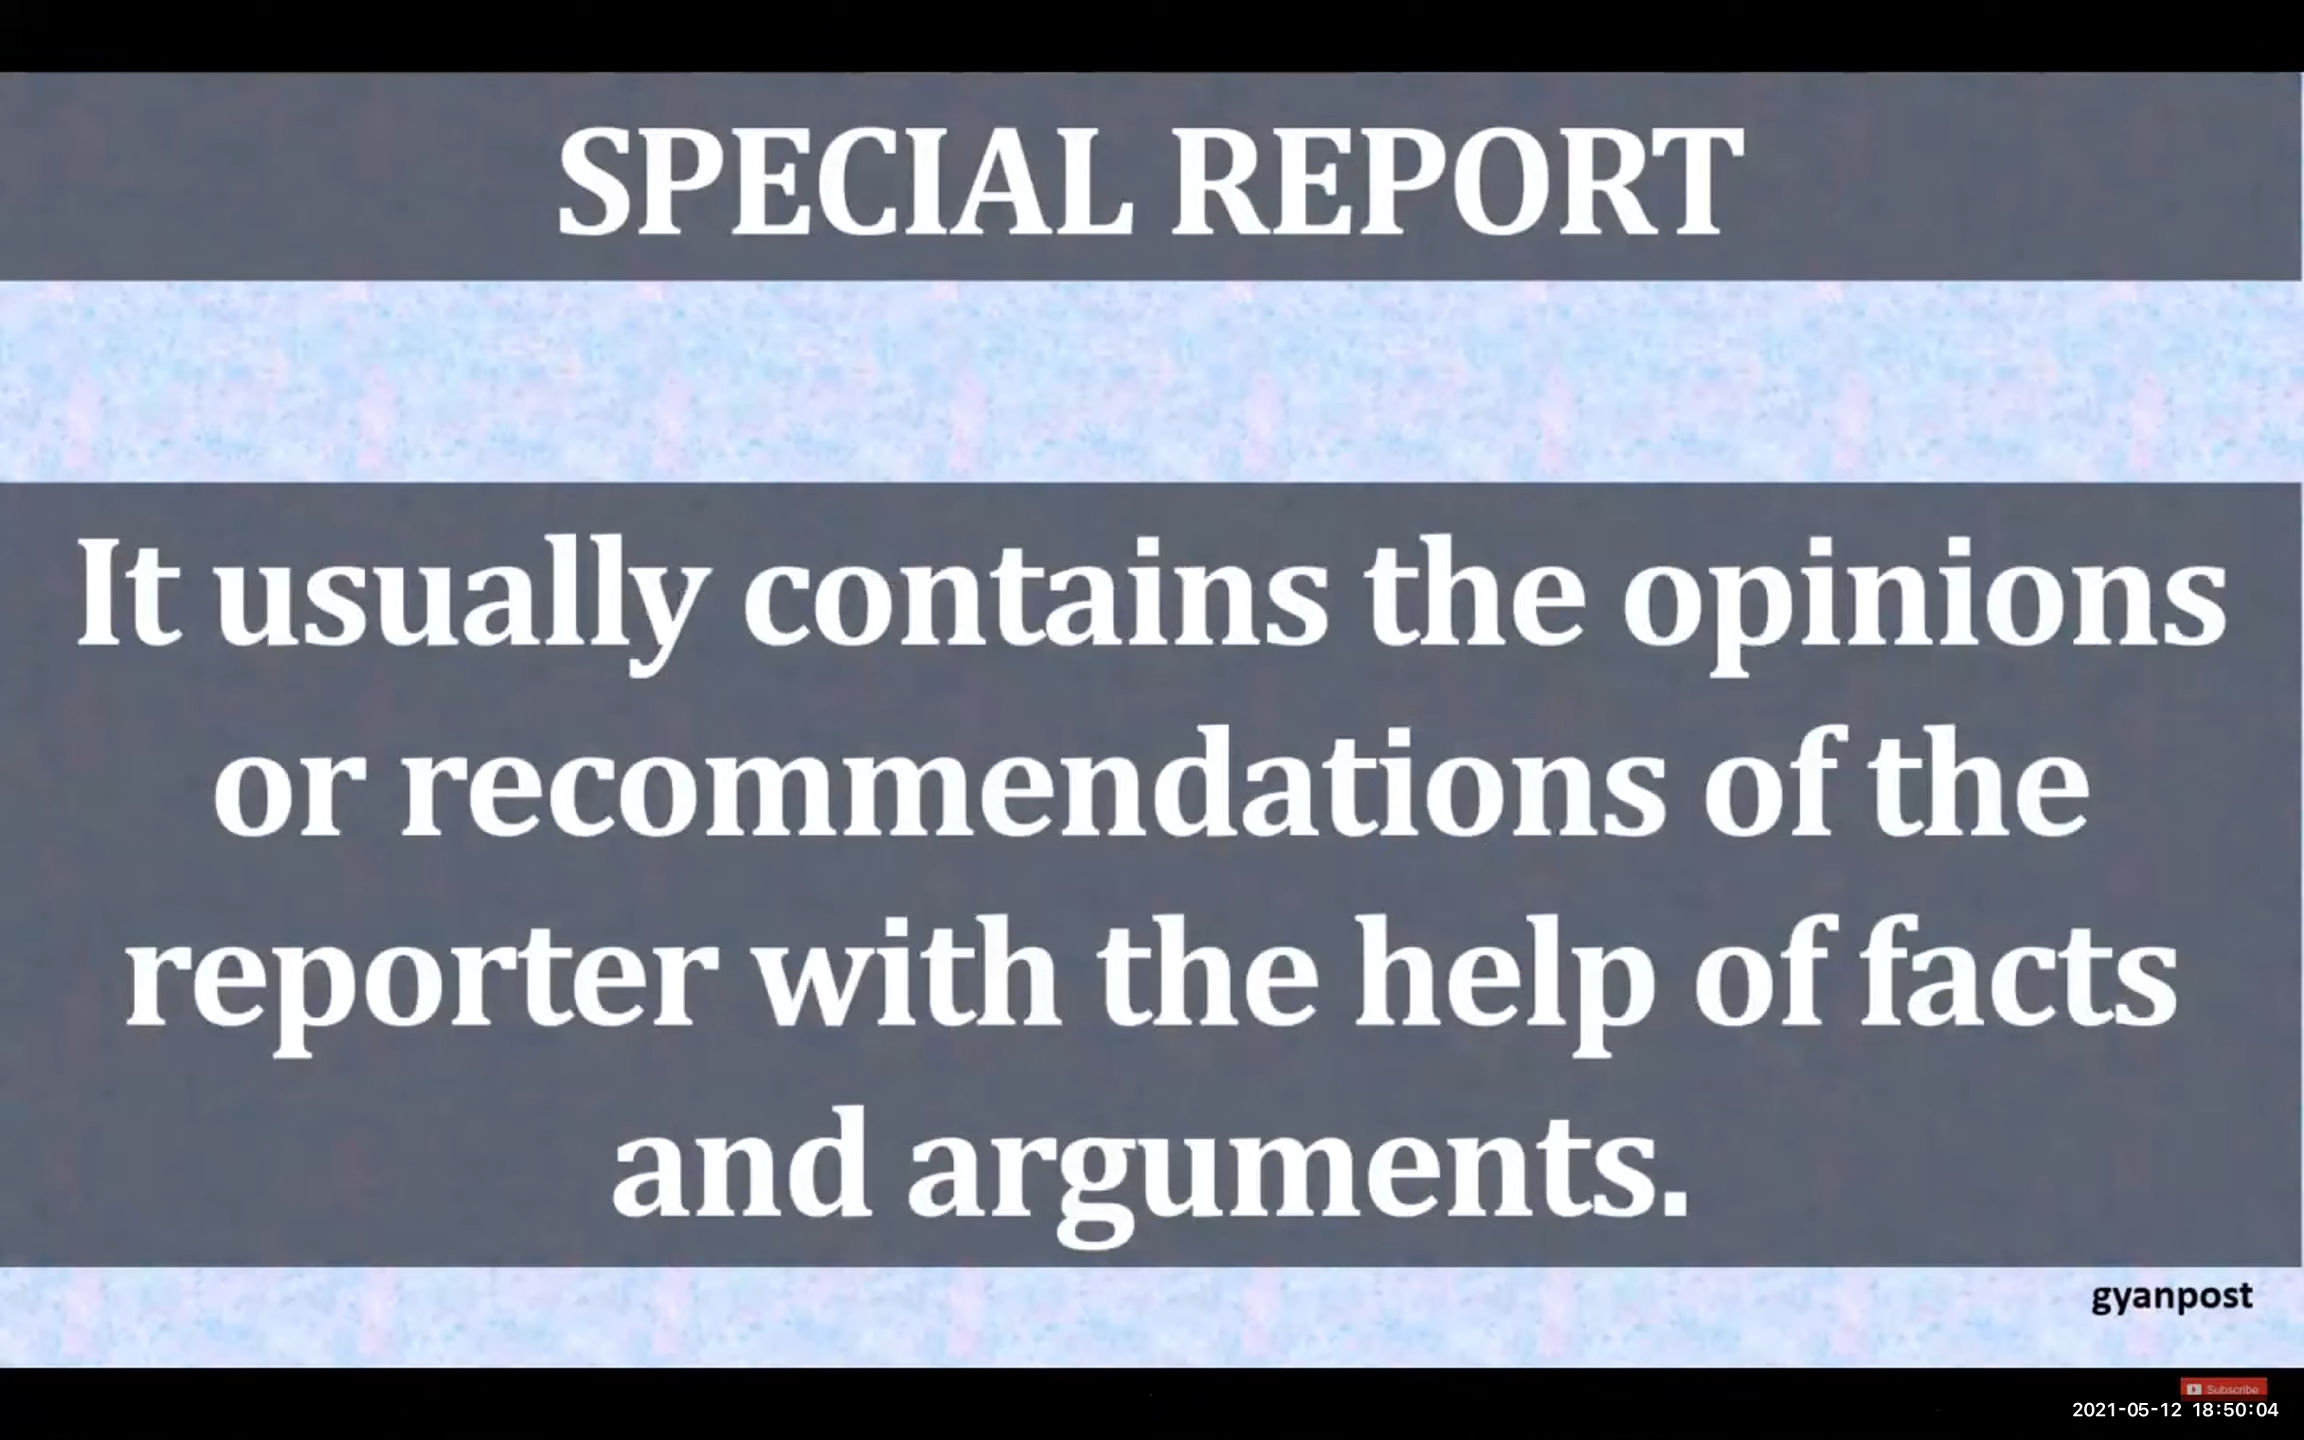 SPECIAL REPORT
It usually contains the opinions
or recommendations of the
reporter with the help of facts
and arguments.
gyanpost
Subscribe
2021-05-12 18:50:04